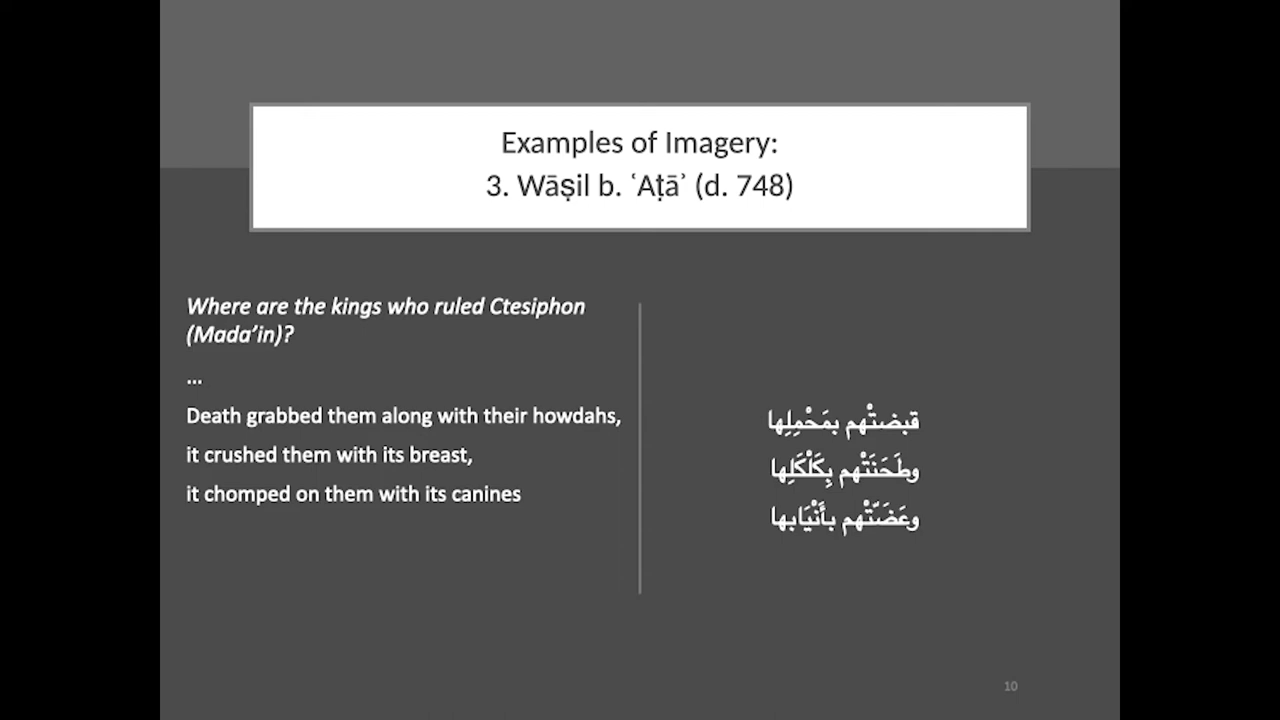 Examples of Imagery:
3. Wāṣil b. ʿAṭāʾ (d. 748)
Where are the kings who ruled Ctesiphon
(Mada’in)?
...
Death grabbed them along with their howdahs,
it crushed them with its breast,
it chomped on them with its canines
قبضتْهم بمَحْمِلِها
وطَحَنَتْهم بِكَلْكَلِها
وعَضَّتْهم بأَنْيَابها
10